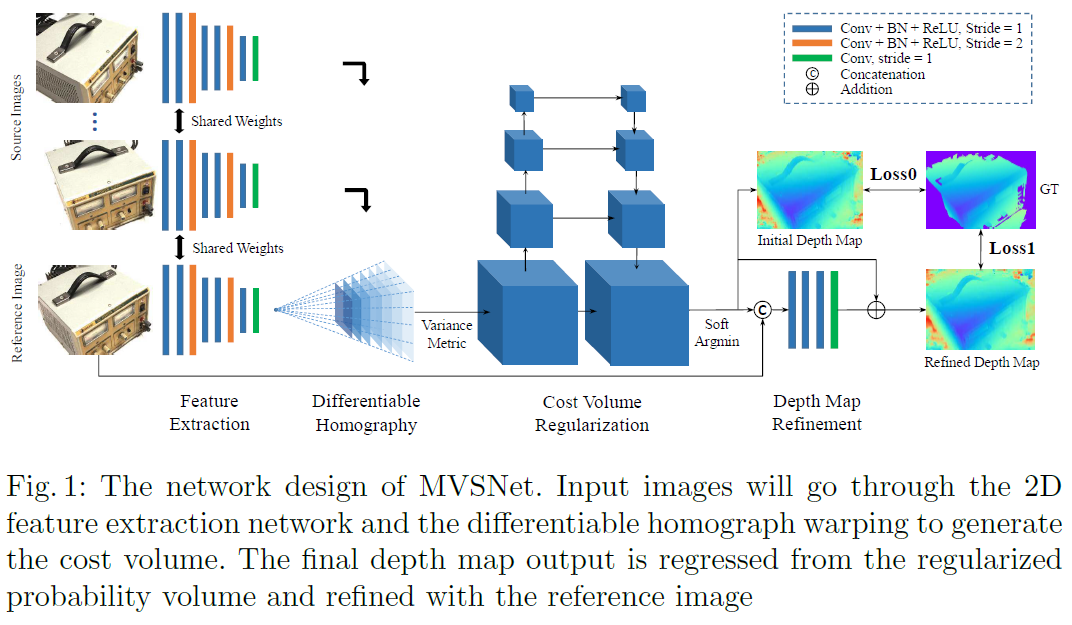 Conv + BN + ReLU, Stride = 1
Conv + BN + ReLU, Stride = 2
Conv, stride = 1
C Concatenation
Addition
Source Images
Shared Weights
Shared Weights
Reference Image
Variance
Metric
Soft
Argmin
C
Initial Depth Map
Loss0
GT
Loss1
Refined Depth Map
Feature
Extraction
Differentiable
Homography
Cost Volume
Regularization
Depth Map
Refinement
Fig. 1: The network design of MVSNet. Input images will go through the 2D
feature extraction network and the differentiable homograph warping to generate
the cost volume. The final depth map output is regressed from the regularized
probability volume and refined with the reference image